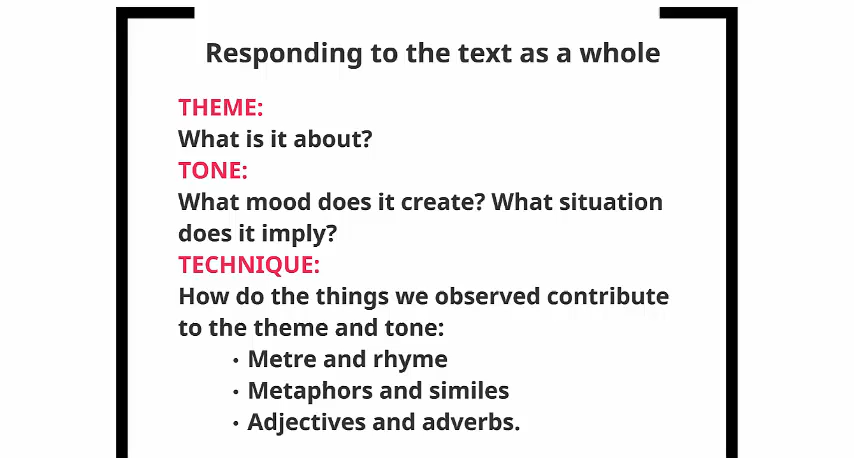 Responding to the text as a whole
THEME:
What is it about?
TONE:
What mood does it create? What situation
does it imply?
TECHNIQUE:
How do the things we observed contribute
to the theme and tone:
• Metre and rhyme
• Metaphors and similes
• Adjectives and adverbs.